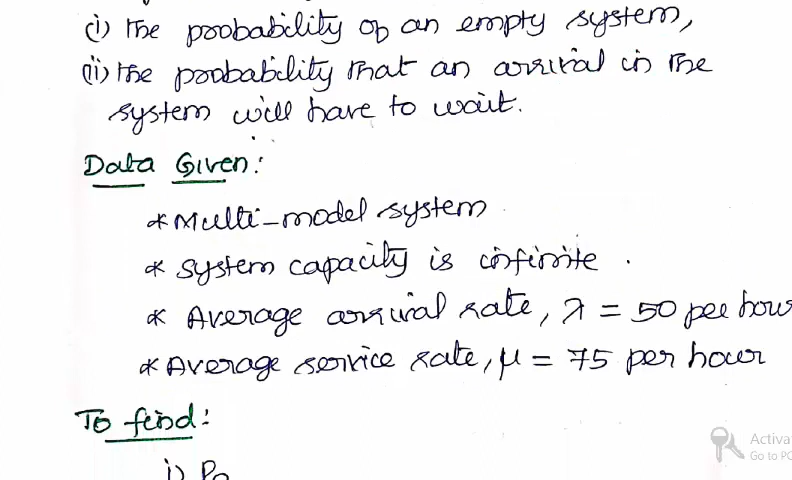 (i) The probability of an empty system,
(ii) The probability that an arrival in the
system will have to wait.
Data Given:
* Multi-model system
* System capacity is infinite .
* Average arrival rate, λ = 50 per hour
* Average service rate, μ = 75 per hour
To find:
i) P₀
Activa
Go to PC